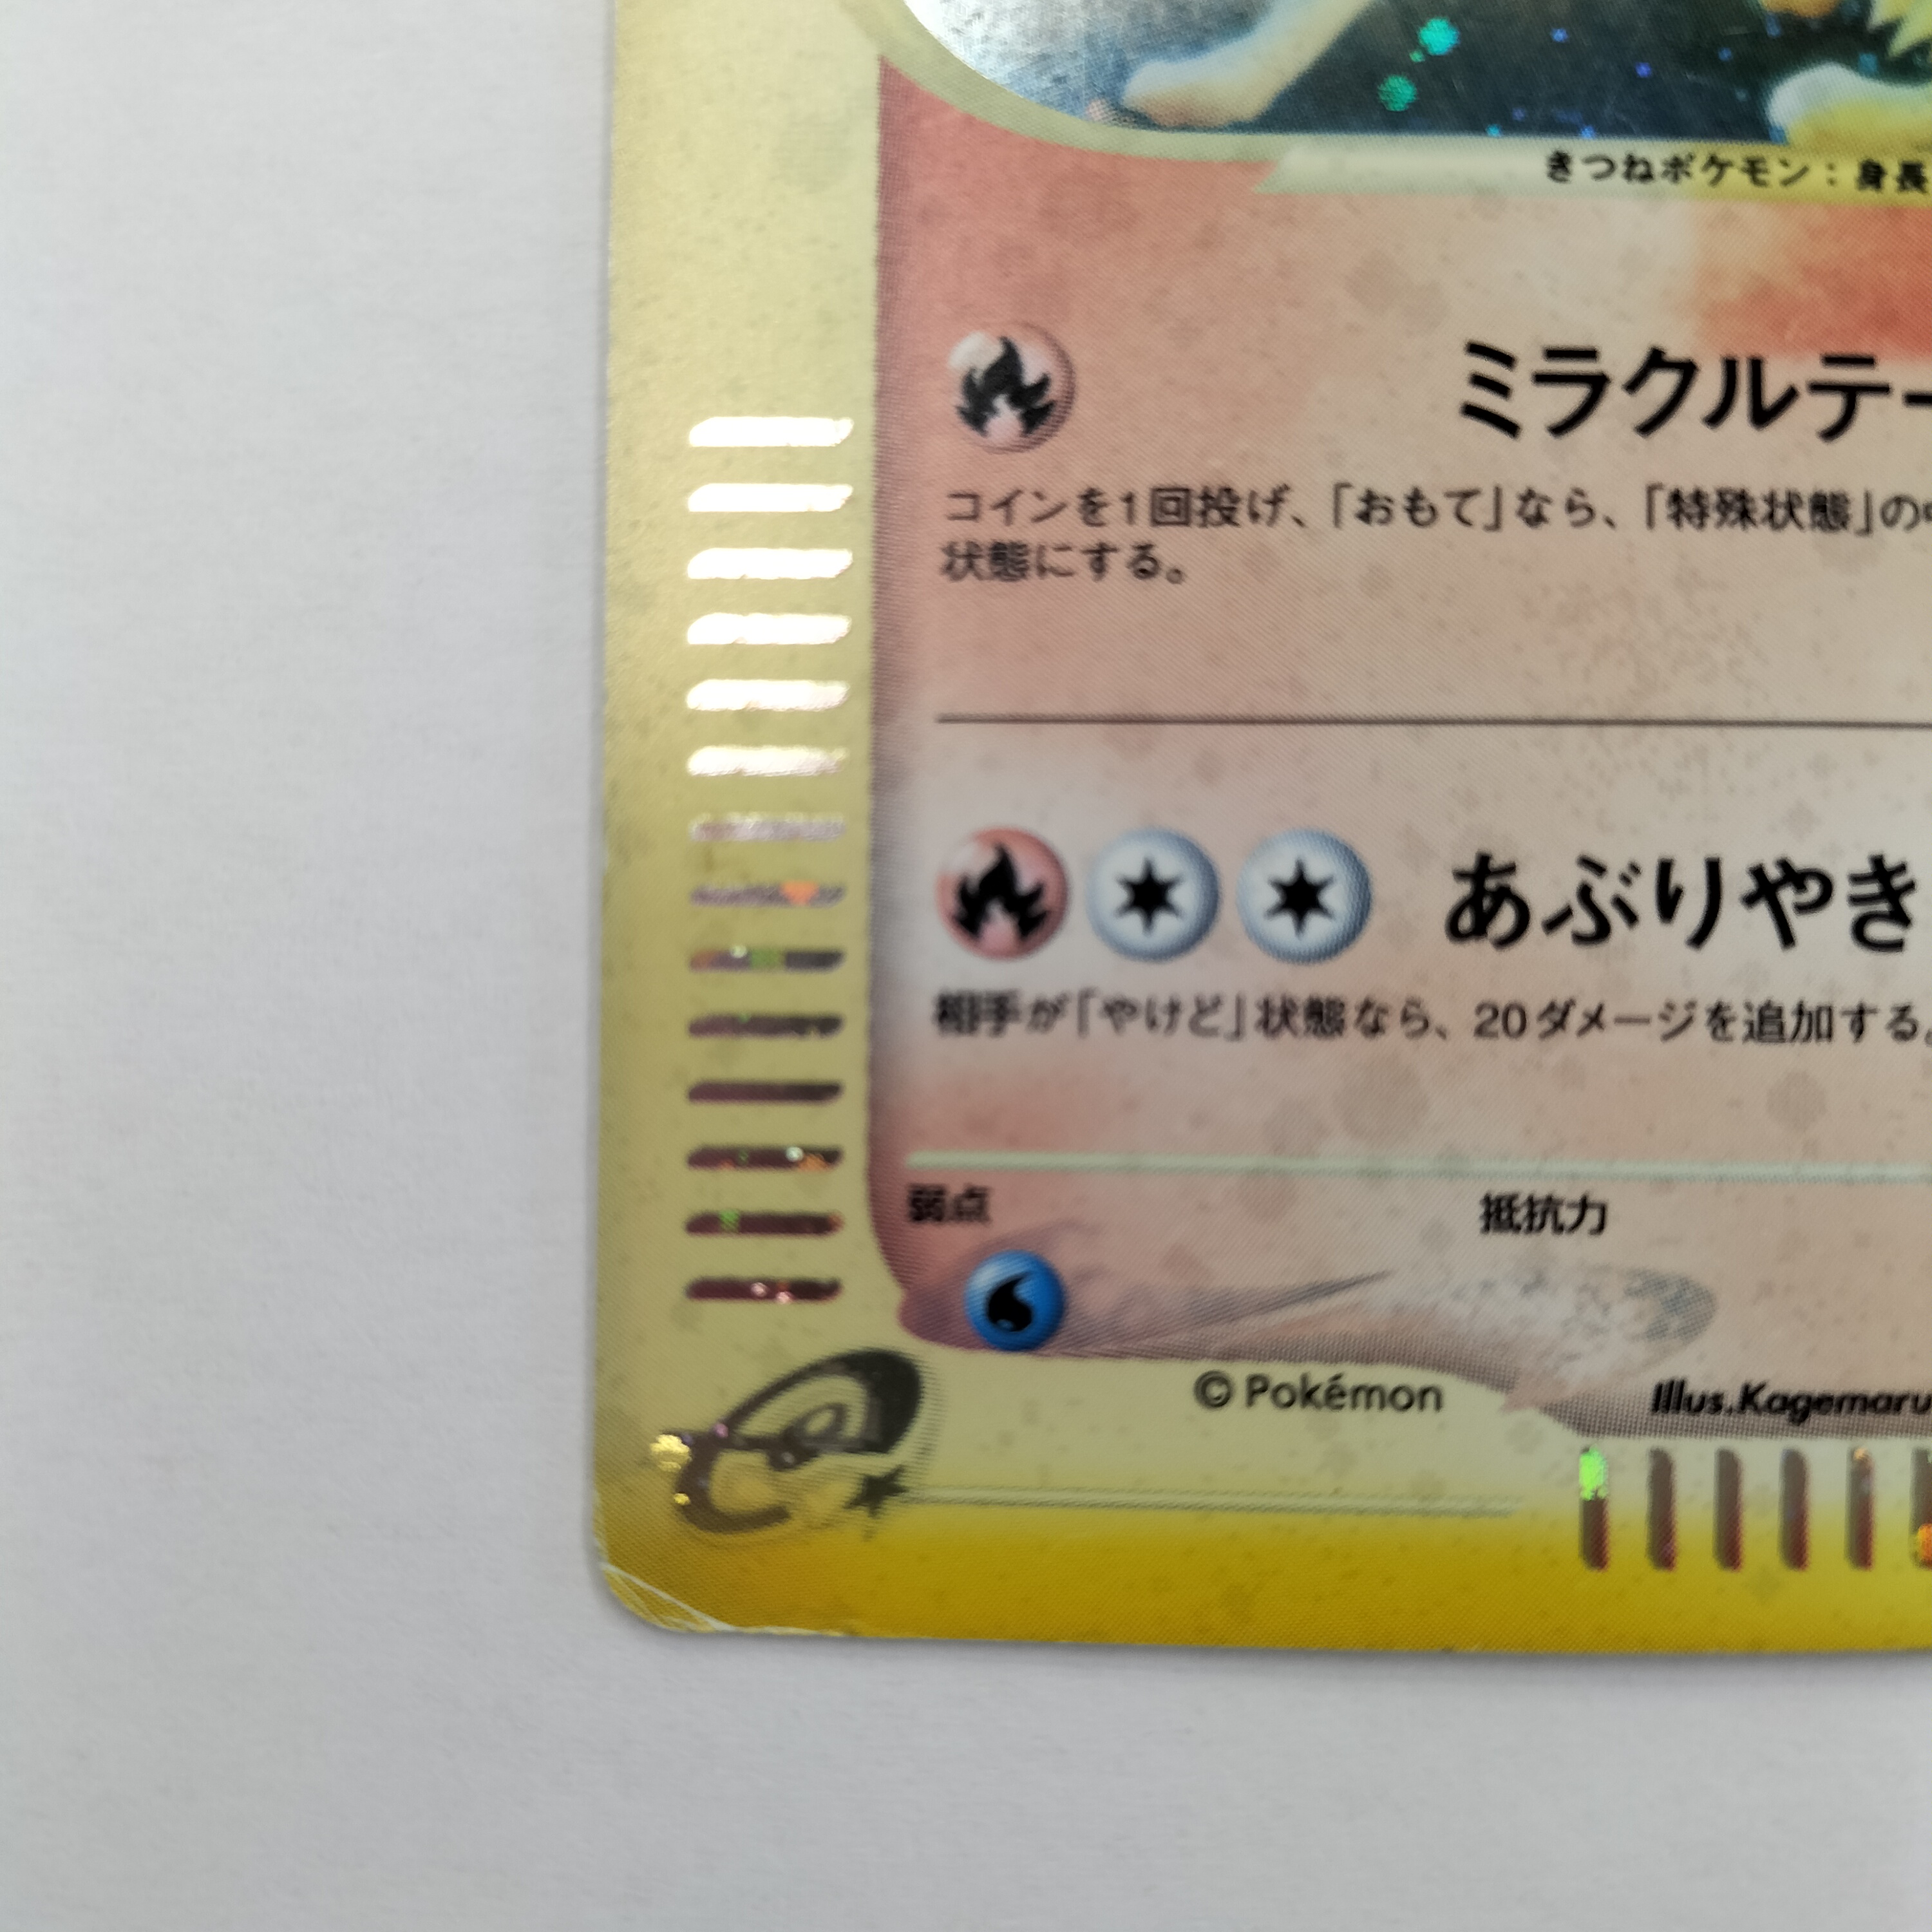 きつねポケモン：身長
ミラクルテー
コインを1回投げ、「おもて」なら、「特殊状態」の
状態にする。
あぶりやき
相手が「やけど」状態なら、20ダメージを追加する。
弱点
抵抗力
© Pokémon
Illus.Kagemaru
e